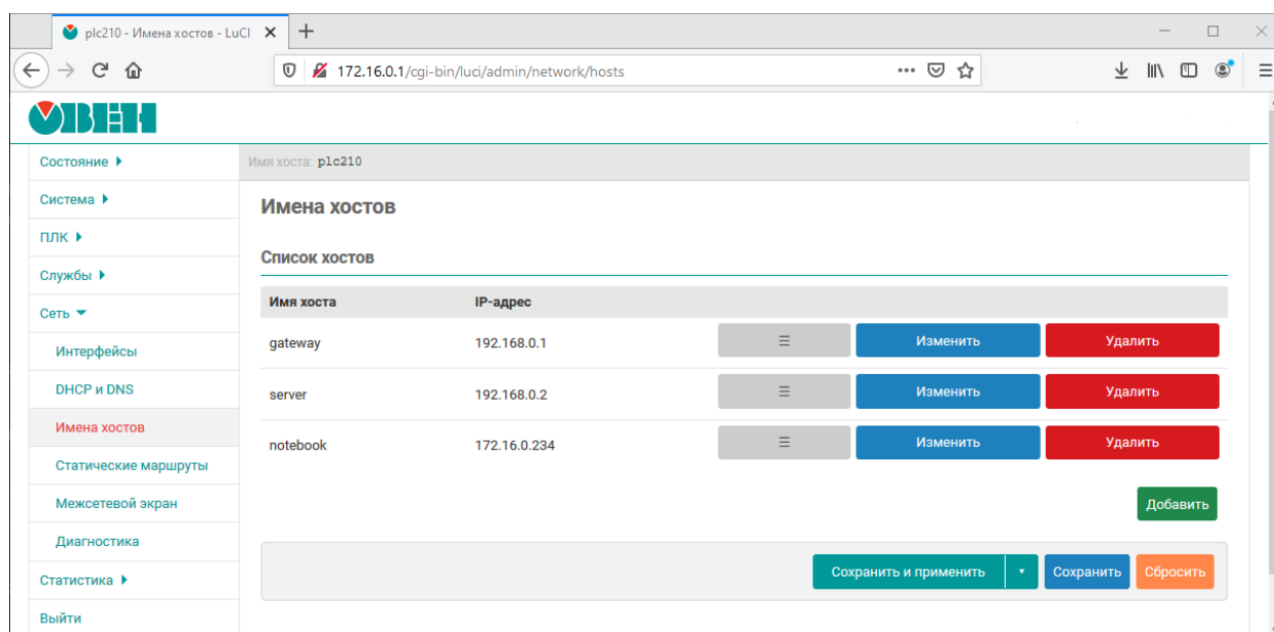 plc210 - Имена хостов - LuCI
172.16.0.1/cgi-bin/luci/admin/network/hosts
ОВЕН
Состояние
Система
ПЛК
Службы
Сеть
Интерфейсы
DHCP и DNS
Имена хостов
Статические маршруты
Межсетевой экран
Диагностика
Статистика
Выйти
Имя хоста: plc210
Имена хостов
Список хостов
Имя хоста IP-адрес
gateway 192.168.0.1 Изменить Удалить
server 192.168.0.2 Изменить Удалить
notebook 172.16.0.234 Изменить Удалить
Добавить
Сохранить и применить Сохранить Сбросить